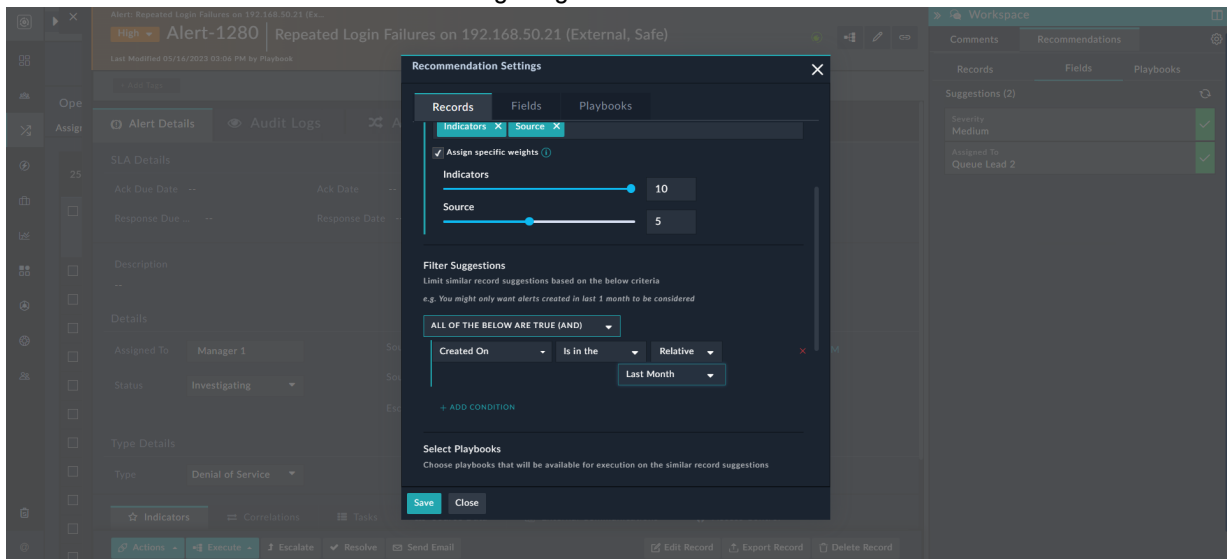 Alert: Repeated Login Failures on 192.168.50.21 (Ex...
High Alert-1280 Repeated Login Failures on 192.168.50.21 (External, Safe)
Last Modified 05/16/2023 03:04 PM by Playbook
+ Add Tags
Ope
Assign
25
Alert Details
Audit Logs
A
SLA Details
Ack Due Date --
Ack Date --
Response Due ... --
Response Date --
Description
--
Details
Assigned To Manager 1
Status Investigating
Esc
Type Details
Type Denial of Service
Indicators
Correlations
Tasks
Actions
Execute
Escalate
Resolve
Send Email
Edit Record
Export Record
Delete Record
Recommendation Settings
Records
Fields
Playbooks
Indicators X Source X
Assign specific weights
Indicators
10
Source
5
Filter Suggestions
Limit similar record suggestions based on the below criteria
e.g. You might only want alerts created in last 1 month to be considered
ALL OF THE BELOW ARE TRUE (AND)
Created On Is in the Relative
Last Month
+ ADD CONDITION
Select Playbooks
Choose playbooks that will be available for execution on the similar record suggestions
Save Close
Workspace
Comments
Recommendations
Records
Fields
Playbooks
Suggestions (2)
Severity
Medium
Assigned To
Queue Lead 2